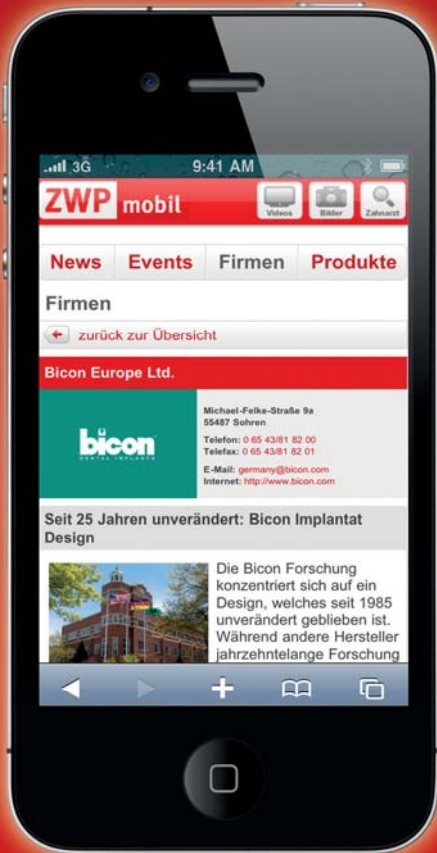 3G 9:41 AM
ZWP mobil
Videos Bilder Zahnarzt
News Events Firmen Produkte
Firmen
zurück zur Übersicht
Bicon Europe Ltd.
bicon
DENTAL IMPLANTS
Michael-Felke-Straße 9a
55487 Sohren
Telefon: 0 65 43/81 82 00
Telefax: 0 65 43/81 82 01
E-Mail: germany@bicon.com
Internet: http://www.bicon.com
Seit 25 Jahren unverändert: Bicon Implantat
Design
Die Bicon Forschung
konzentriert sich auf ein
Design, welches seit 1985
unverändert geblieben ist.
Während andere Hersteller
jahrzehntelange Forschung